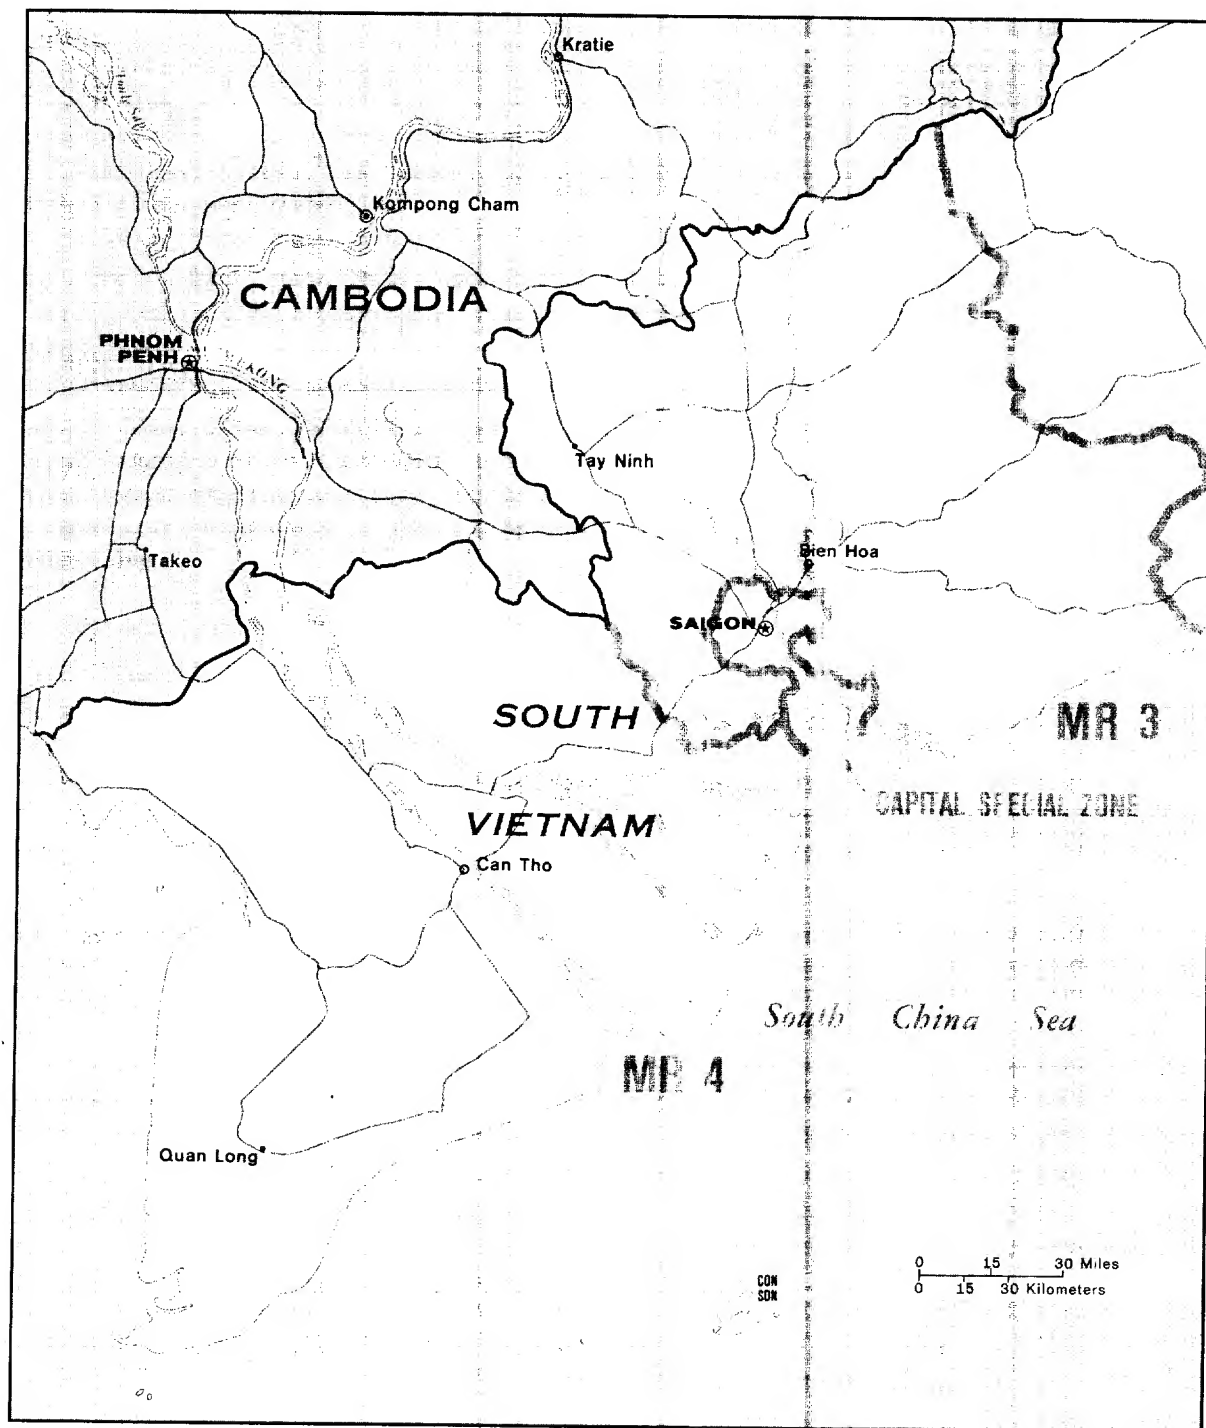 Kratie
Kompong Cham
CAMBODIA
PHNOM
PENH
MEKONG
Tay Ninh
Bien Hoa
Takeo
SAIGON
SOUTH
MR 3
CAPITAL SPECIAL ZONE
VIETNAM
Can Tho
South China Sea
MR 4
Quan Long
CON
SON
0 15 30 Miles
0 15 30 Kilometers